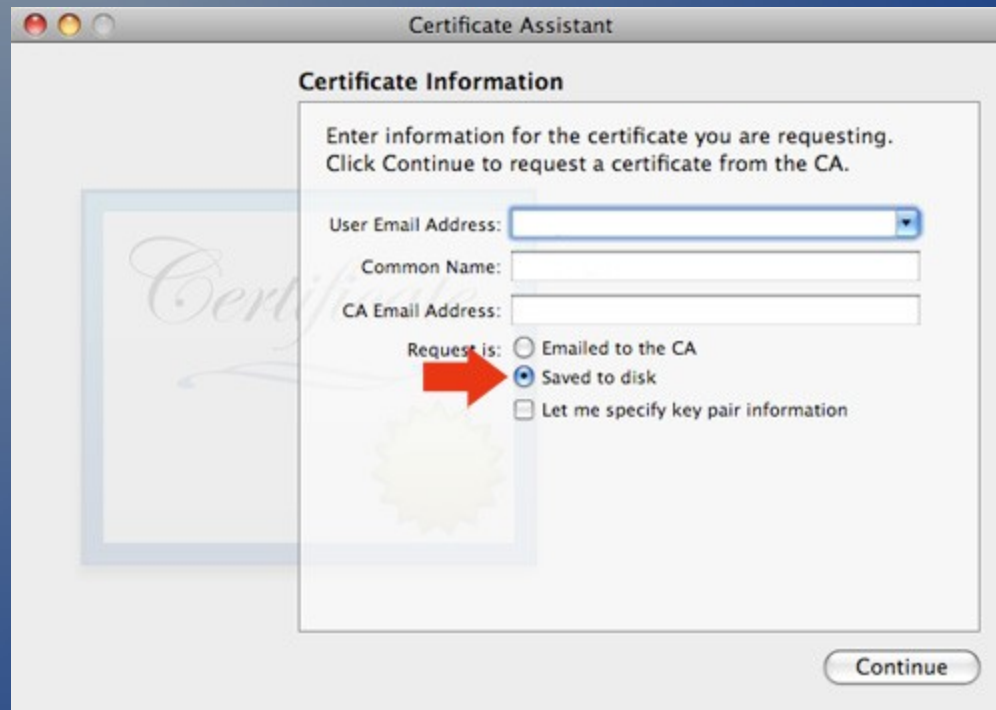 Certificate Assistant
Certificate Information
Enter information for the certificate you are requesting.
Click Continue to request a certificate from the CA.
User Email Address:
Common Name:
CA Email Address:
Request is:
Emailed to the CA
Saved to disk
Let me specify key pair information
Certificate
Continue